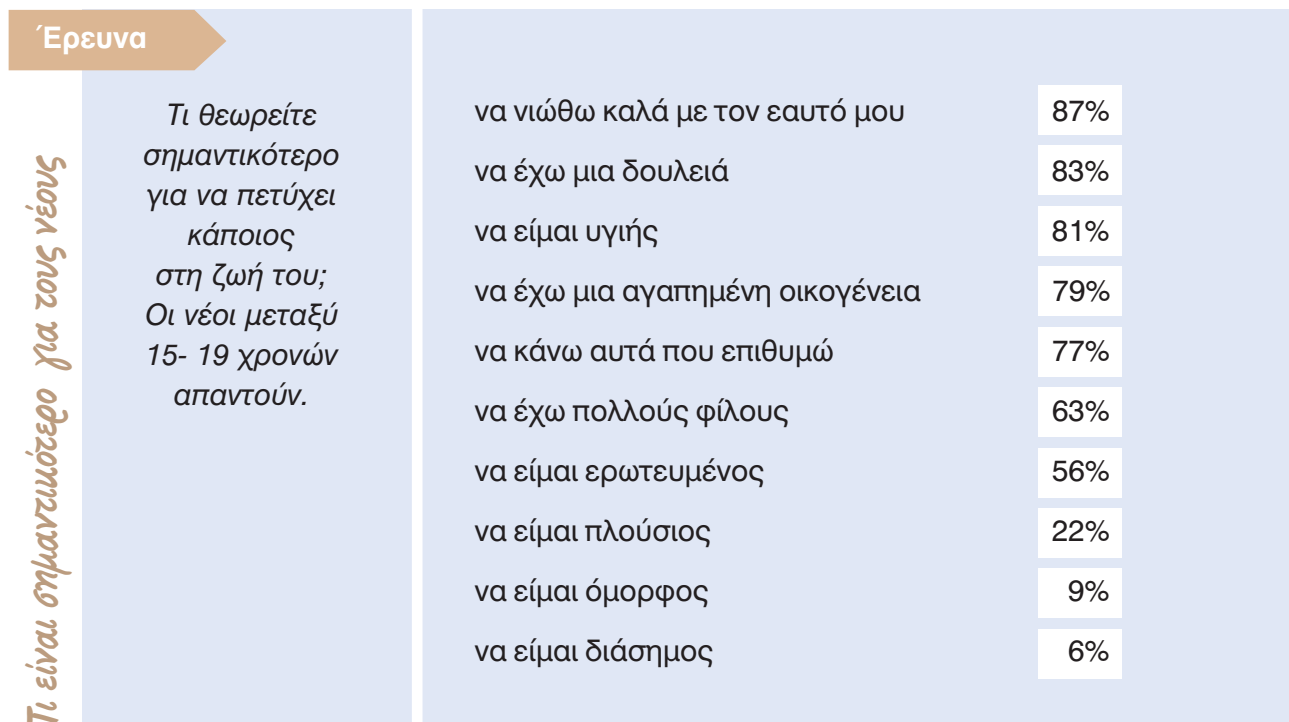 Έρευνα
Τι είναι σημαντικότερο για τους νέους
Τι θεωρείτε
σημαντικότερο
για να πετύχει
κάποιος
στη ζωή του;
Οι νέοι μεταξύ
15- 19 χρονών
απαντούν.
να νιώθω καλά με τον εαυτό μου 87%
να έχω μια δουλειά 83%
να είμαι υγιής 81%
να έχω μια αγαπημένη οικογένεια 79%
να κάνω αυτά που επιθυμώ 77%
να έχω πολλούς φίλους 63%
να είμαι ερωτευμένος 56%
να είμαι πλούσιος 22%
να είμαι όμορφος 9%
να είμαι διάσημος 6%